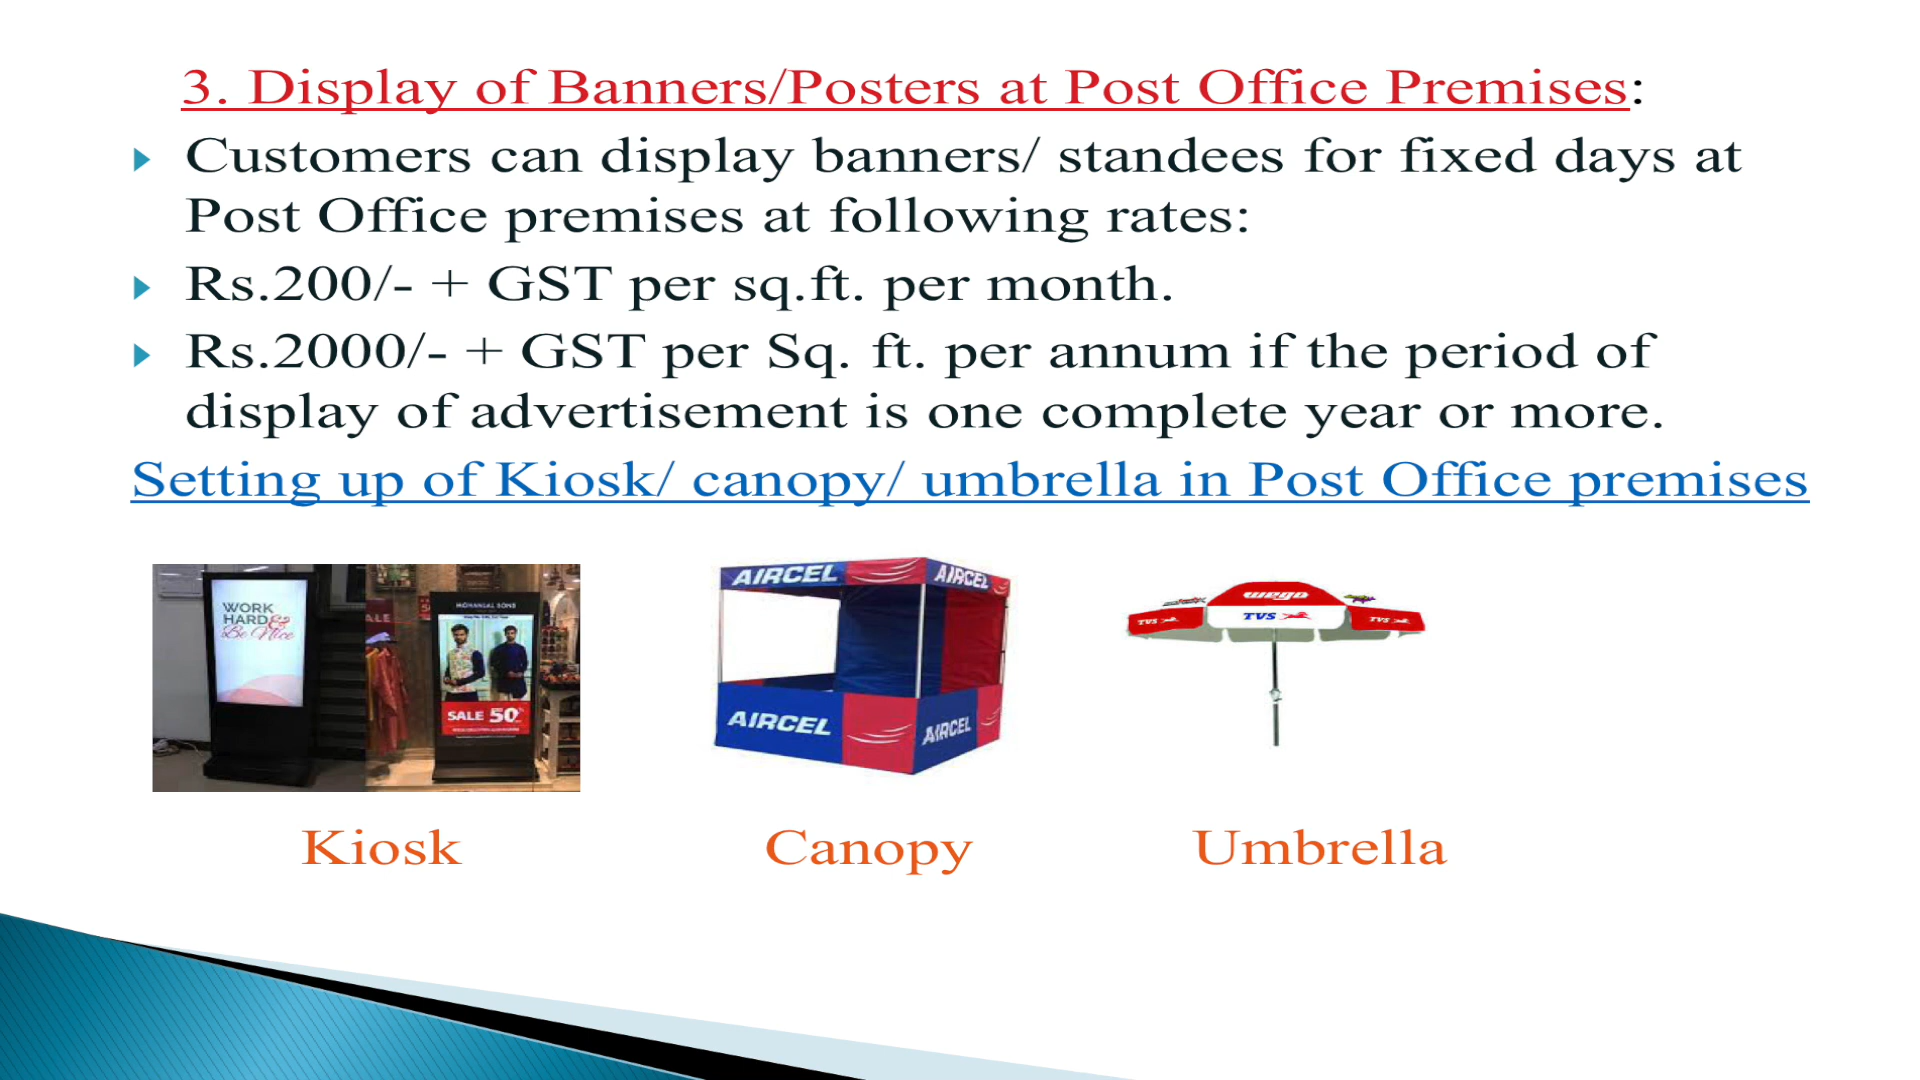 3. Display of Banners/Posters at Post Office Premises:
Customers can display banners/ standees for fixed days at
Post Office premises at following rates:
Rs.200/- + GST per sq.ft. per month.
Rs.2000/- + GST per Sq. ft. per annum if the period of
display of advertisement is one complete year or more.
Setting up of Kiosk/ canopy/ umbrella in Post Office premises
WORK
HARD &
Be Nice
MOHANLAL SONS
SALE 50%
AIRCEL AIRCEL
AIRCEL AIRCEL
wego
TVS TVS TVS
Kiosk Canopy Umbrella